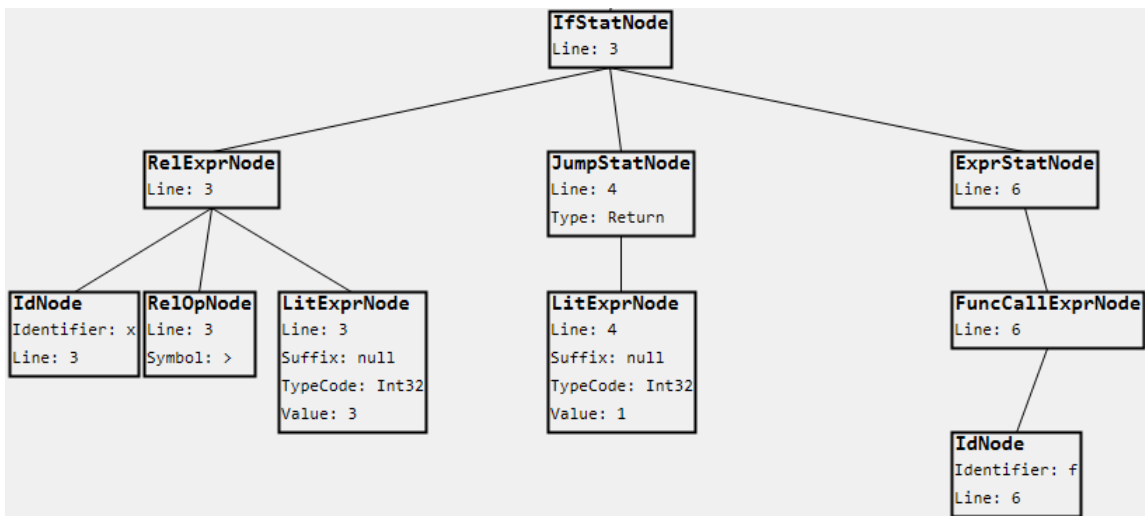 IfStatNode
Line: 3
RelExprNode
Line: 3
JumpStatNode
Line: 4
Type: Return
ExprStatNode
Line: 6
IdNode
Identifier: x
Line: 3
RelOpNode
Line: 3
Symbol: >
LitExprNode
Line: 3
Suffix: null
TypeCode: Int32
Value: 3
LitExprNode
Line: 4
Suffix: null
TypeCode: Int32
Value: 1
FuncCallExprNode
Line: 6
IdNode
Identifier: f
Line: 6